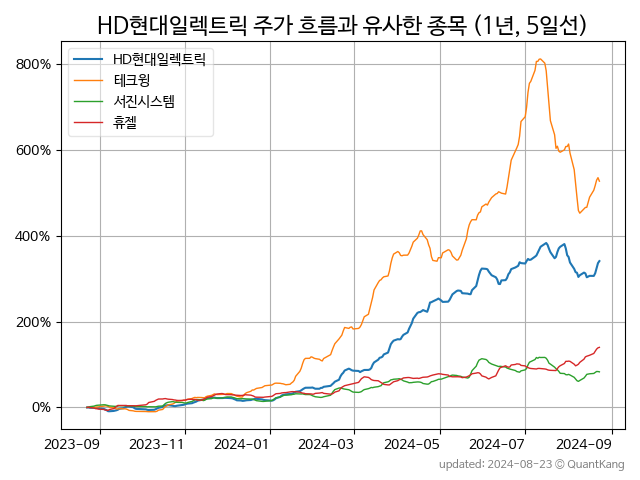 HD현대일렉트릭 주가 흐름과 유사한 종목 (1년, 5일선)
HD현대일렉트릭
테크윙
서진시스템
휴젤
800%
600%
400%
200%
0%
2023-09 2023-11 2024-01 2024-03 2024-05 2024-07 2024-09
updated: 2024-08-23 © QuantKang